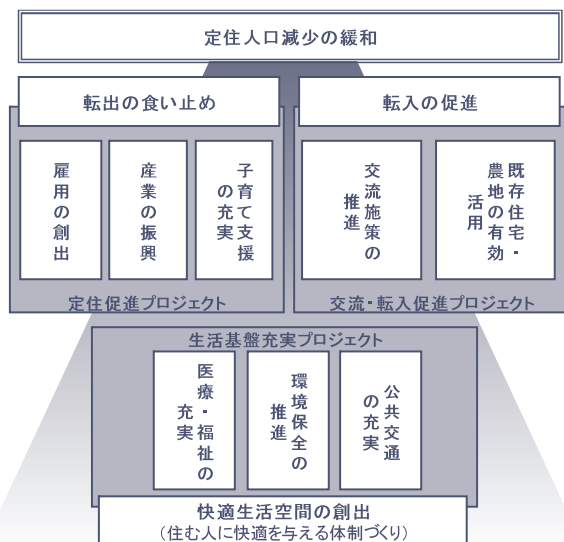 定住人口減少の緩和
転出の食い止め
転入の促進
雇用の創出
産業の振興
子育て支援
の充実
交流施策の
推進
既存住宅・
農地の有効
活用
定住促進プロジェクト
交流・転入促進プロジェクト
生活基盤充実プロジェクト
医療・福祉の
充実
環境保全の
推進
公共交通
の充実
快適生活空間の創出
(住む人に快適を与える体制づくり)